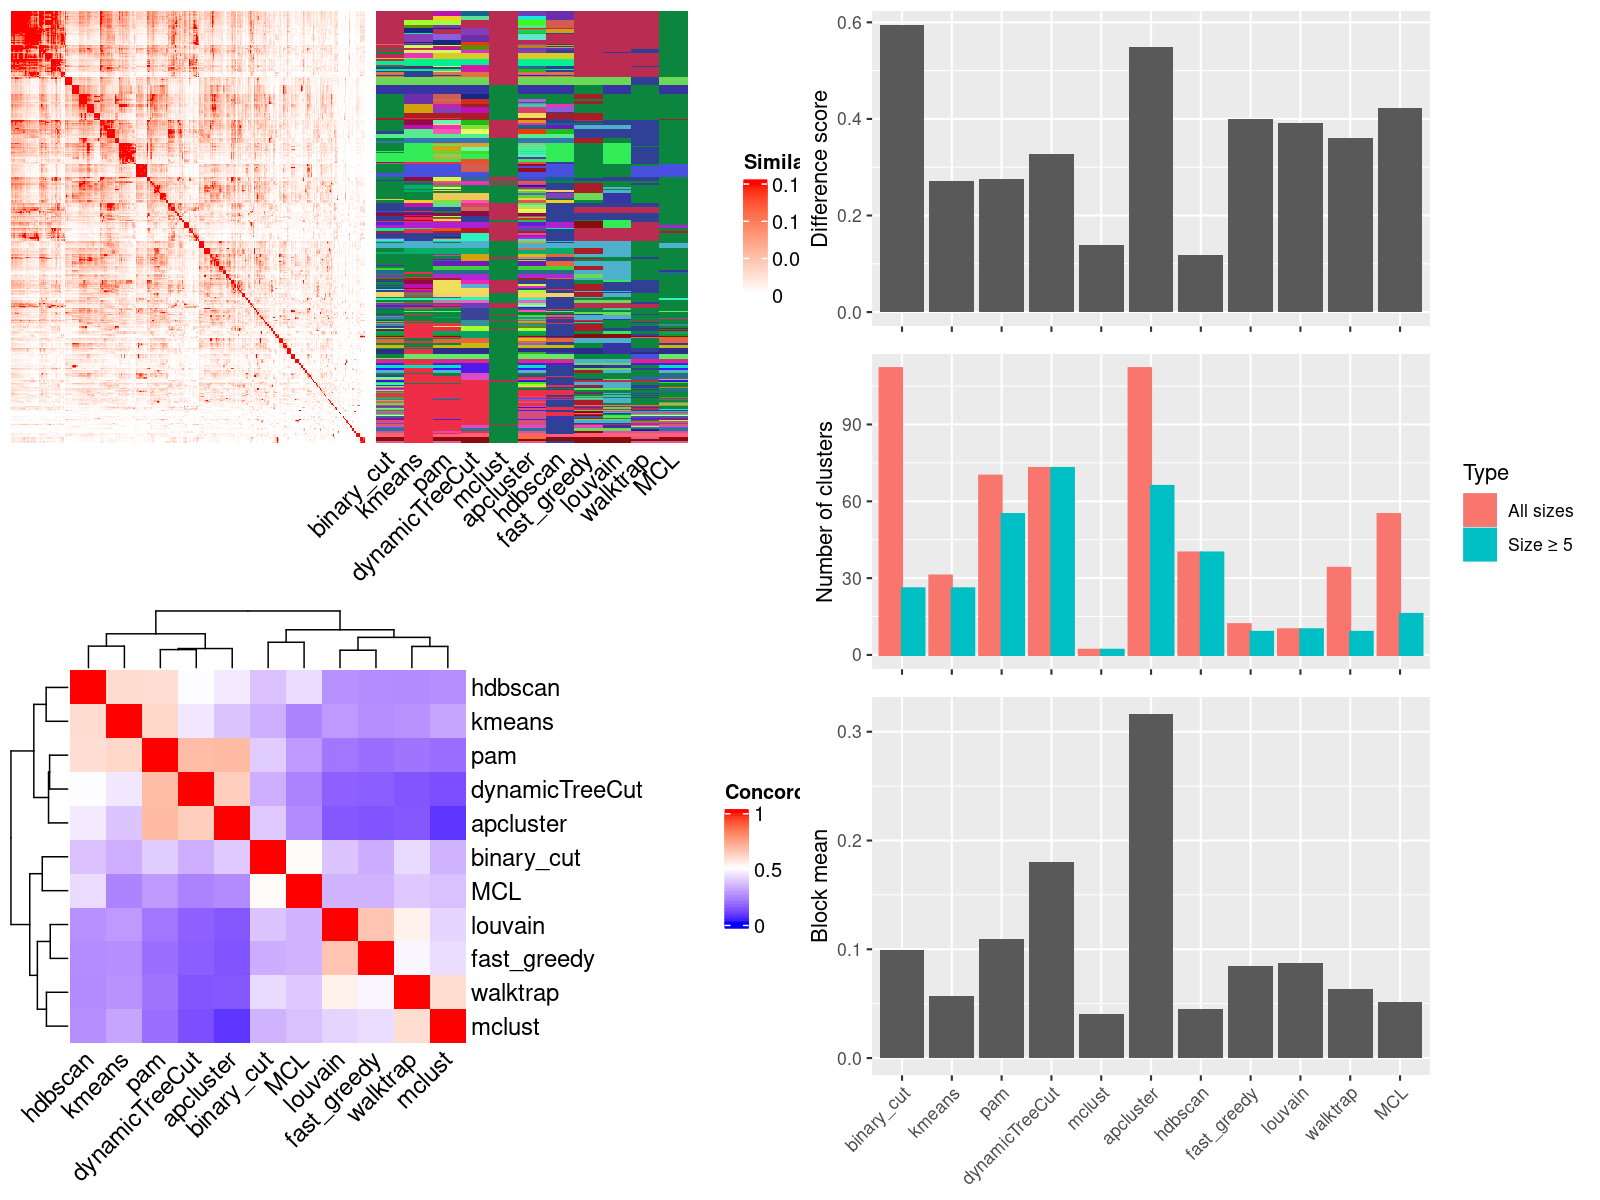 Simila
0.1
0.1
0.0
0
binary_cut
kmeans
pam
dynamicTreeCut
mclust
apcluster
hdbscan
fast_greedy
louvain
walktrap
MCL
Difference score
0.6
0.4
0.2
0.0
Number of clusters
90
60
30
0
Type
All sizes
Size ≥ 5
hdbscan
kmeans
pam
dynamicTreeCut
apcluster
binary_cut
MCL
louvain
fast_greedy
walktrap
mclust
hdbscan
kmeans
pam
dynamicTreeCut
apcluster
binary_cut
MCL
louvain
fast_greedy
walktrap
mclust
Concord
1
0.5
0
Block mean
0.3
0.2
0.1
0.0
binary_cut
kmeans
pam
dynamicTreeCut
mclust
apcluster
hdbscan
fast_greedy
louvain
walktrap
MCL